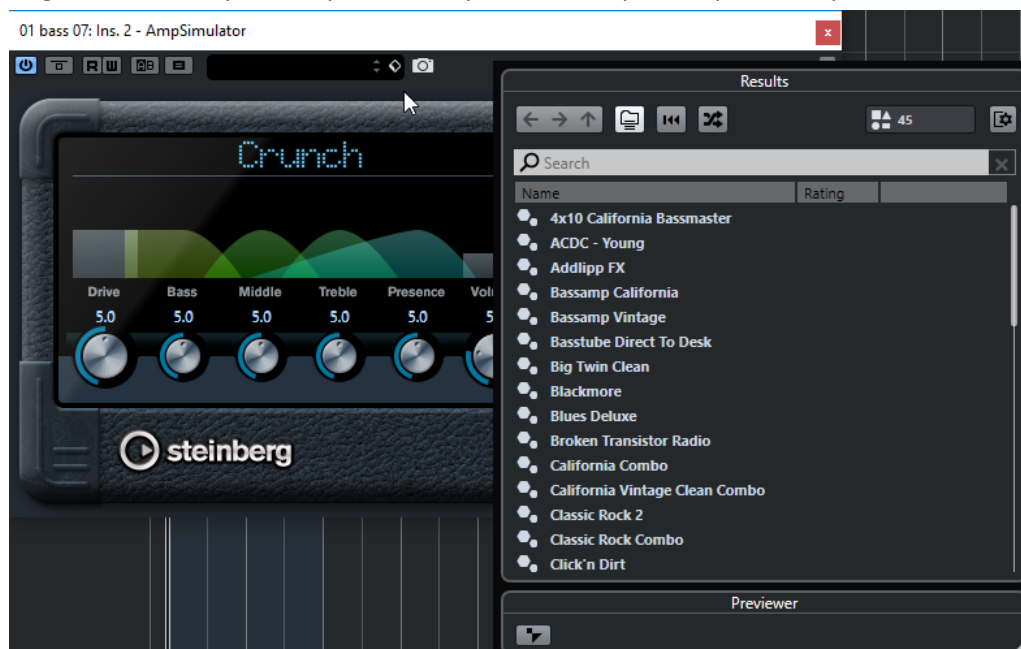 01 bass 07: Ins. 2 - AmpSimulator
x
R W AB
Results
45
Search
Name Rating
Crunch
Drive Bass Middle Treble Presence
5.0 5.0 5.0 5.0 5.0 5
steinberg
4x10 California Bassmaster
ACDC - Young
Addlipp FX
Bassamp California
Bassamp Vintage
Basstube Direct To Desk
Big Twin Clean
Blackmore
Blues Deluxe
Broken Transistor Radio
California Combo
California Vintage Clean Combo
Classic Rock 2
Classic Rock Combo
Click'n Dirt
Previewer